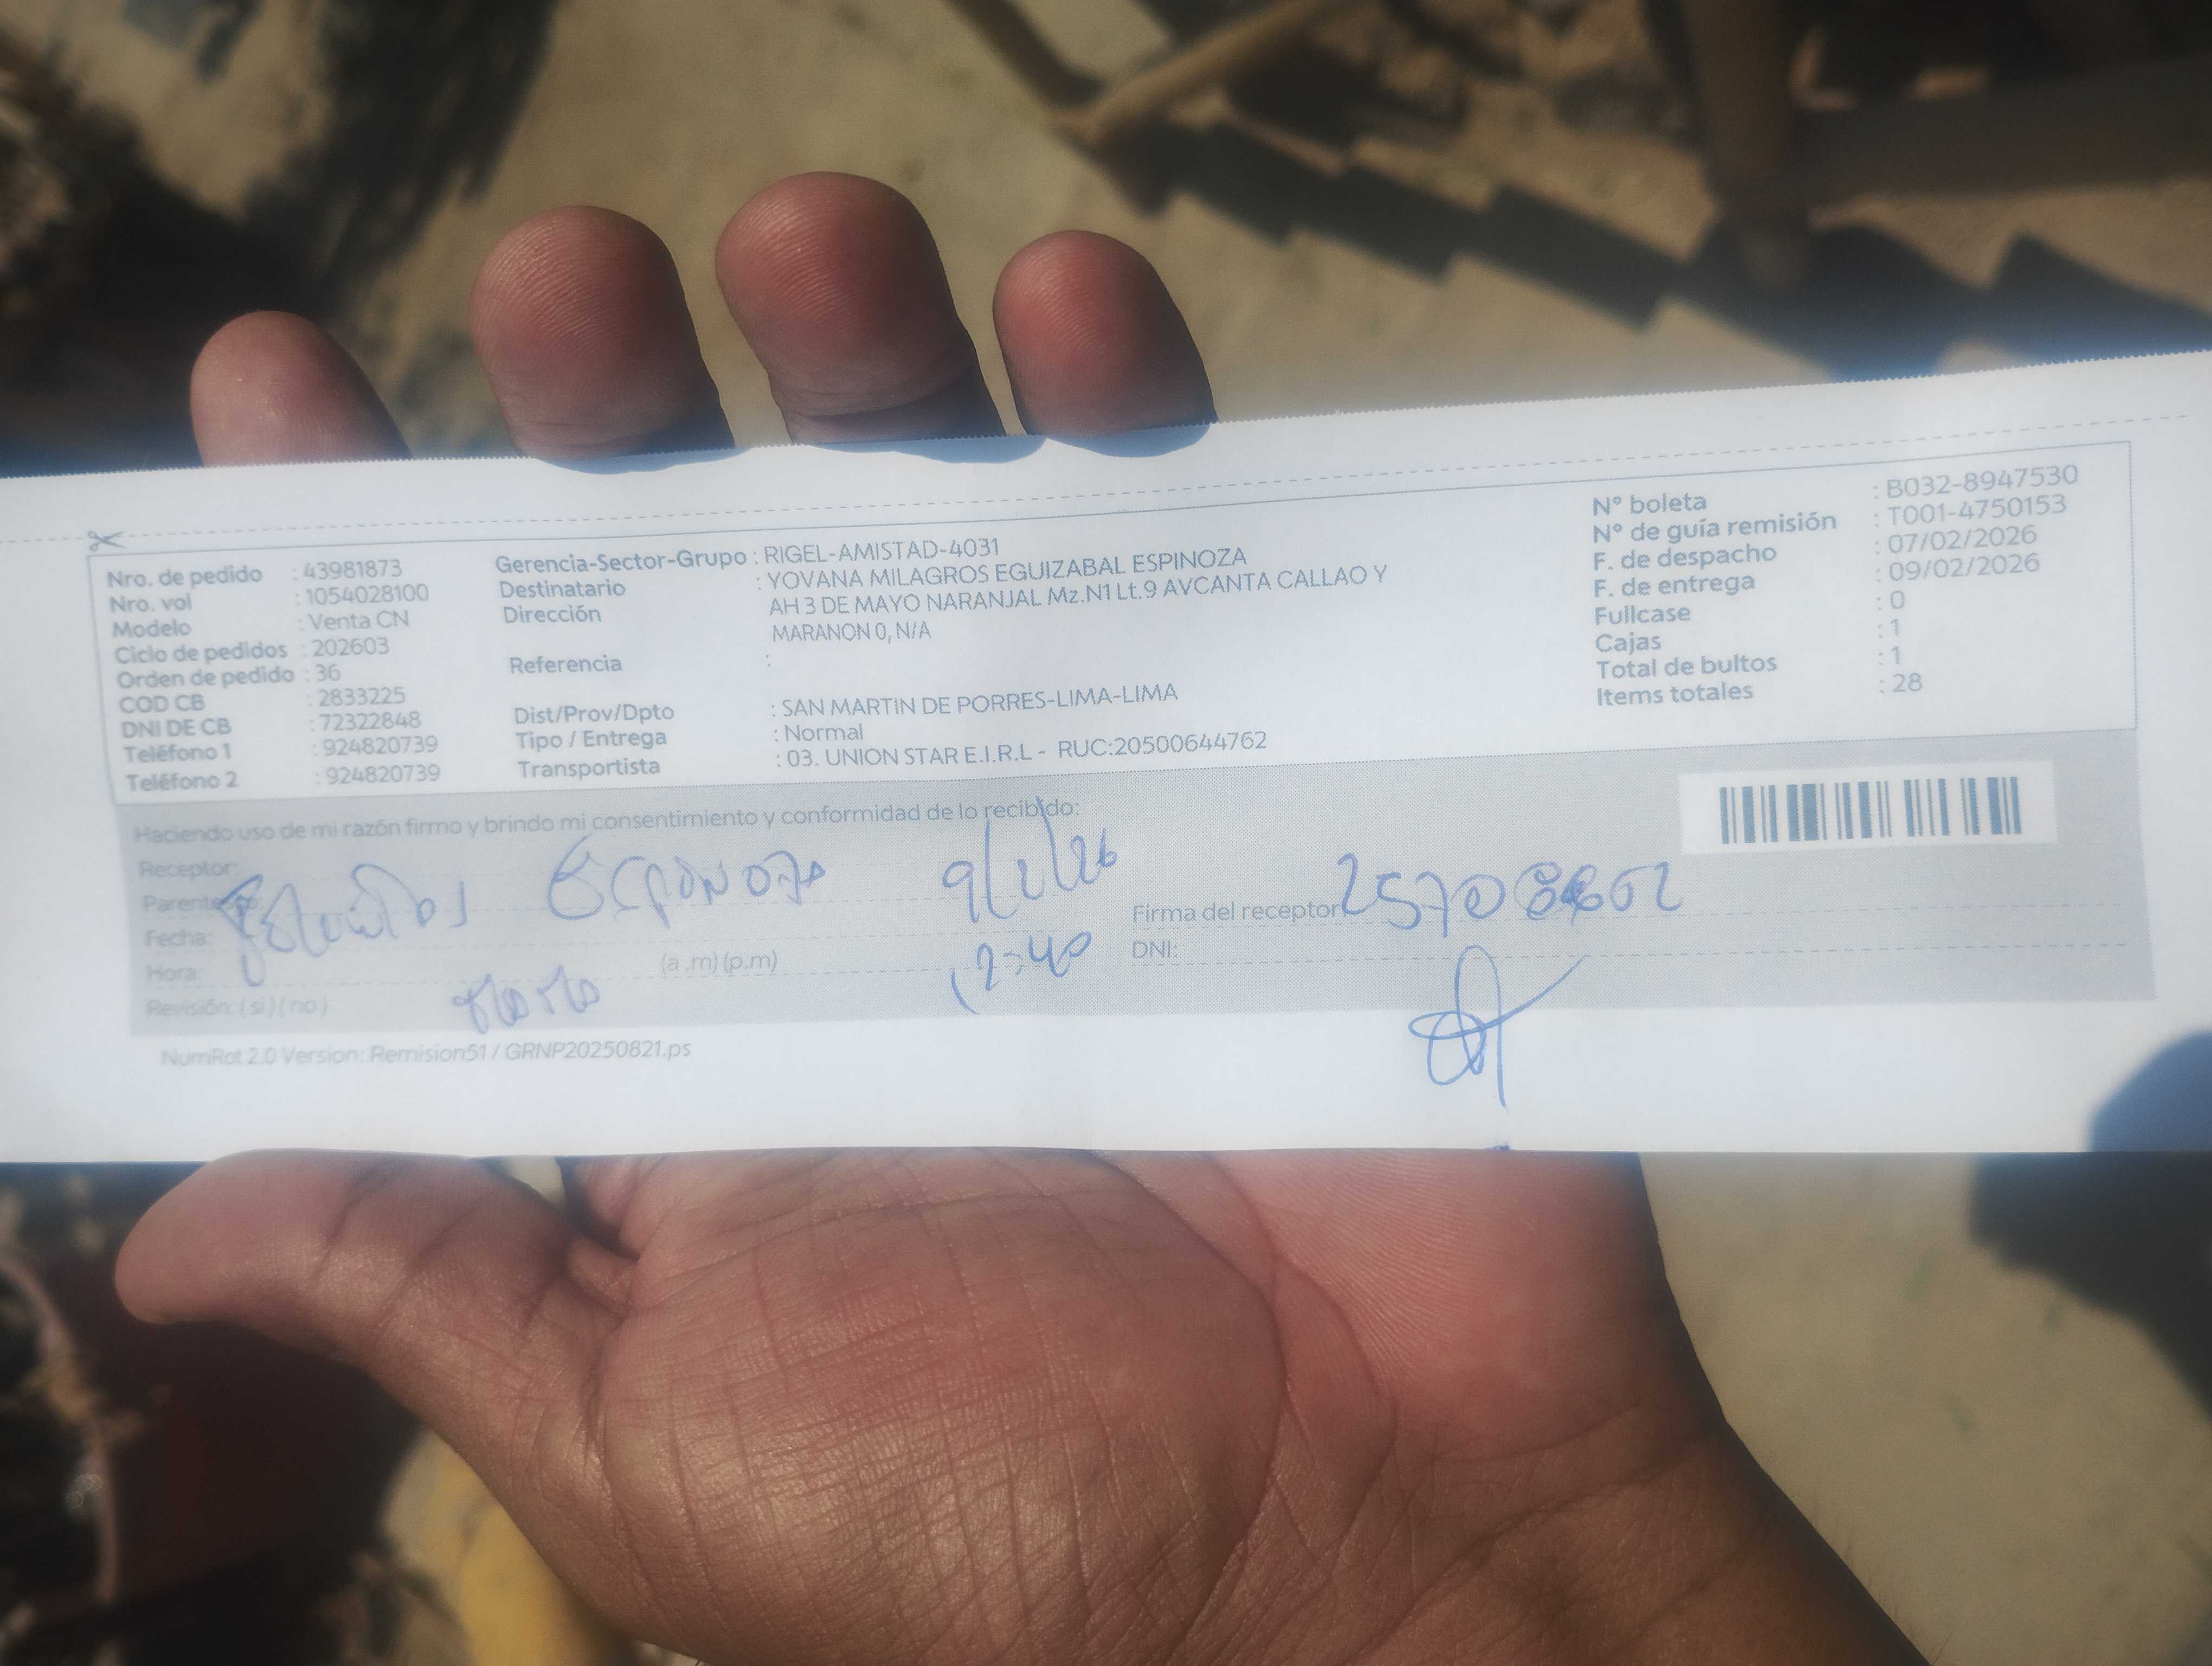 Nro. de pedido : 43981873
Nro. vol : 1054028100
Modelo : Venta CN
Ciclo de pedidos : 202603
Orden de pedido : 36
COD CB : 2833225
DNI DE CB : 72322848
Teléfono 1 : 924820739
Teléfono 2 : 924820739
Gerencia-Sector-Grupo : RIGEL-AMISTAD-4031
Destinatario : YOVANA MILAGROS EGUIZABAL ESPINOZA
Dirección AH 3 DE MAYO NARANJAL Mz.N1 Lt.9 AVCANTA CALLAO Y
MARANON 0, N/A
Referencia :
Dist/Prov/Dpto : SAN MARTIN DE PORRES-LIMA-LIMA
Tipo / Entrega : Normal
Transportista : 03. UNION STAR E.I.R.L - RUC:20500644762
N° boleta : B032-8947530
N° de guía remisión : T001-4750153
F. de despacho : 07/02/2026
F. de entrega : 09/02/2026
Fullcase : 0
Cajas : 1
Total de bultos : 1
Items totales : 28
Haciendo uso de mi razón firmo y brindo mi consentimiento y conformidad de lo recibido:
Receptor:
Fecha:
Hora: (a .m) (p.m) 12:40
Revisión: ( si ) ( no )
Firma del receptor:
DNI:
NumRot 2.0 Version: Remision51 / GRNP20250821.ps